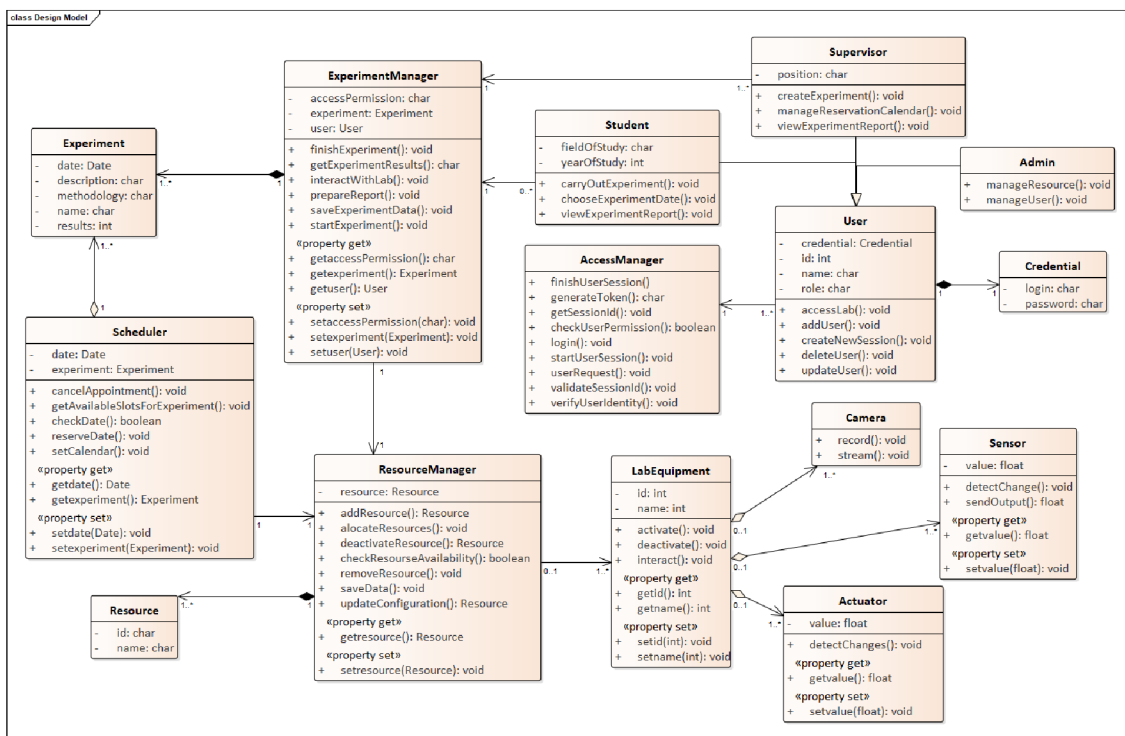 class Design Model
Supervisor
- position: char
+ createExperiment(): void
+ manageReservationCalendar(): void
+ viewExperimentReport(): void
ExperimentManager
- accessPermission: char
- experiment: Experiment
- user: User
+ finishExperiment(): void
+ getExperimentResults(): char
+ interactWithLab(): void
+ prepareReport(): void
+ saveExperimentData(): void
+ startExperiment(): void
«property get»
+ getaccessPermission(): char
+ getexperiment(): Experiment
+ getuser(): User
«property set»
+ setaccessPermission(char): void
+ setexperiment(Experiment): void
+ setuser(User): void
1
1..*
Student
- fieldOfStudy: char
- yearOfStudy: int
+ carryOutExperiment(): void
+ chooseExperimentDate(): void
+ viewExperimentReport(): void
1
0..*
Experiment
- date: Date
- description: char
- methodology: char
- name: char
- results: int
1..*
1
Admin
+ manageResource(): void
+ manageUser(): void
User
- credential: Credential
- id: int
- name: char
- role: char
+ accessLab(): void
+ addUser(): void
+ createNewSession(): void
+ deleteUser(): void
+ updateUser(): void
1
1
Credential
- login: char
- password: char
AccessManager
+ finishUserSession()
+ generateToken(): char
+ getSessionId(): void
+ checkUserPermission(): boolean
+ login(): void
+ startUserSession(): void
+ userRequest(): void
+ validateSessionId(): void
+ verifyUserIdentity(): void
1
1..*
1..*
1
Scheduler
- date: Date
- experiment: Experiment
+ cancelAppointment(): void
+ getAvailableSlotsForExperiment(): void
+ checkDate(): boolean
+ reserveDate(): void
+ setCalendar(): void
«property get»
+ getdate(): Date
+ getexperiment(): Experiment
«property set»
+ setdate(Date): void
+ setexperiment(Experiment): void
1
1
1
1
ResourceManager
- resource: Resource
+ addResource(): Resource
+ alocateResources(): void
+ deactivateResource(): Resource
+ checkResourseAvailability(): boolean
+ removeResource(): void
+ saveData(): void
+ updateConfiguration(): Resource
«property get»
+ getresource(): Resource
«property set»
+ setresource(Resource): void
0..1
1..*
LabEquipment
- id: int
- name: int
+ activate(): void
+ deactivate(): void
+ interact(): void
«property get»
+ getid(): int
+ getname(): int
«property set»
+ setid(int): void
+ setname(int): void
Camera
+ record(): void
+ stream(): void
0..1
1..*
Sensor
- value: float
+ detectChange(): void
+ sendOutput(): float
«property get»
+ getvalue(): float
«property set»
+ setvalue(float): void
0..1
1..*
Actuator
- value: float
+ detectChanges(): void
«property get»
+ getvalue(): float
«property set»
+ setvalue(float): void
0..1
1..*
Resource
- id: char
- name: char
1..*
1